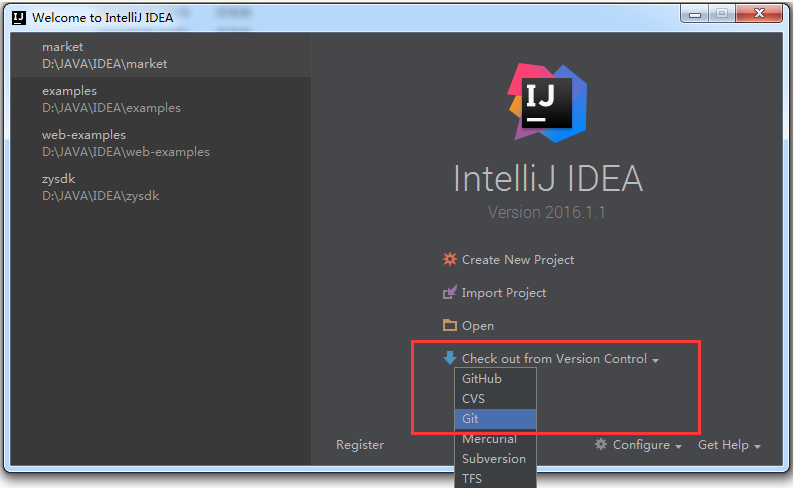 Welcome to IntelliJ IDEA
market
D:\JAVA\IDEA\market
examples
D:\JAVA\IDEA\examples
web-examples
D:\JAVA\IDEA\web-examples
zysdk
D:\JAVA\IDEA\zysdk
IJ
IntelliJ IDEA
Version 2016.1.1
Create New Project
Import Project
Open
Check out from Version Control
GitHub
CVS
Git
Mercurial
Subversion
TFS
Register
Configure
Get Help